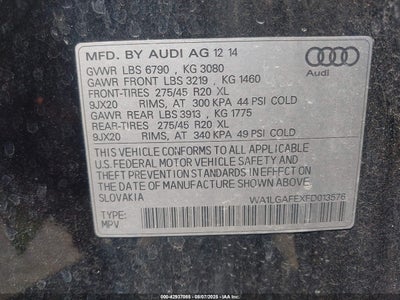 MFD. BY AUDI AG 12 14
GVWR LBS 6790 , KG 3080
GAWR FRONT LBS 3219 , KG 1460
FRONT-TIRES 275/45 R20 XL
9JX20 RIMS, AT 300 KPA 44 PSI COLD
GAWR REAR LBS 3913 , KG 1775
REAR-TIRES 275/45 R20 XL
9JX20 RIMS, AT 340 KPA 49 PSI COLD
THIS VEHICLE CONFORMS TO ALL APPLICABLE
U.S. FEDERAL MOTOR VEHICLE SAFETY AND
THEFT PREVENTION STANDARDS IN EFFECT ON
THE DATE OF MANUFACTURE SHOWN ABOVE.
SLOVAKIA
WA1LGAFEXFD013576
TYPE:
MPV
Audi
000-42937065 - 08/07/2025 - WWW.IAAI.COM